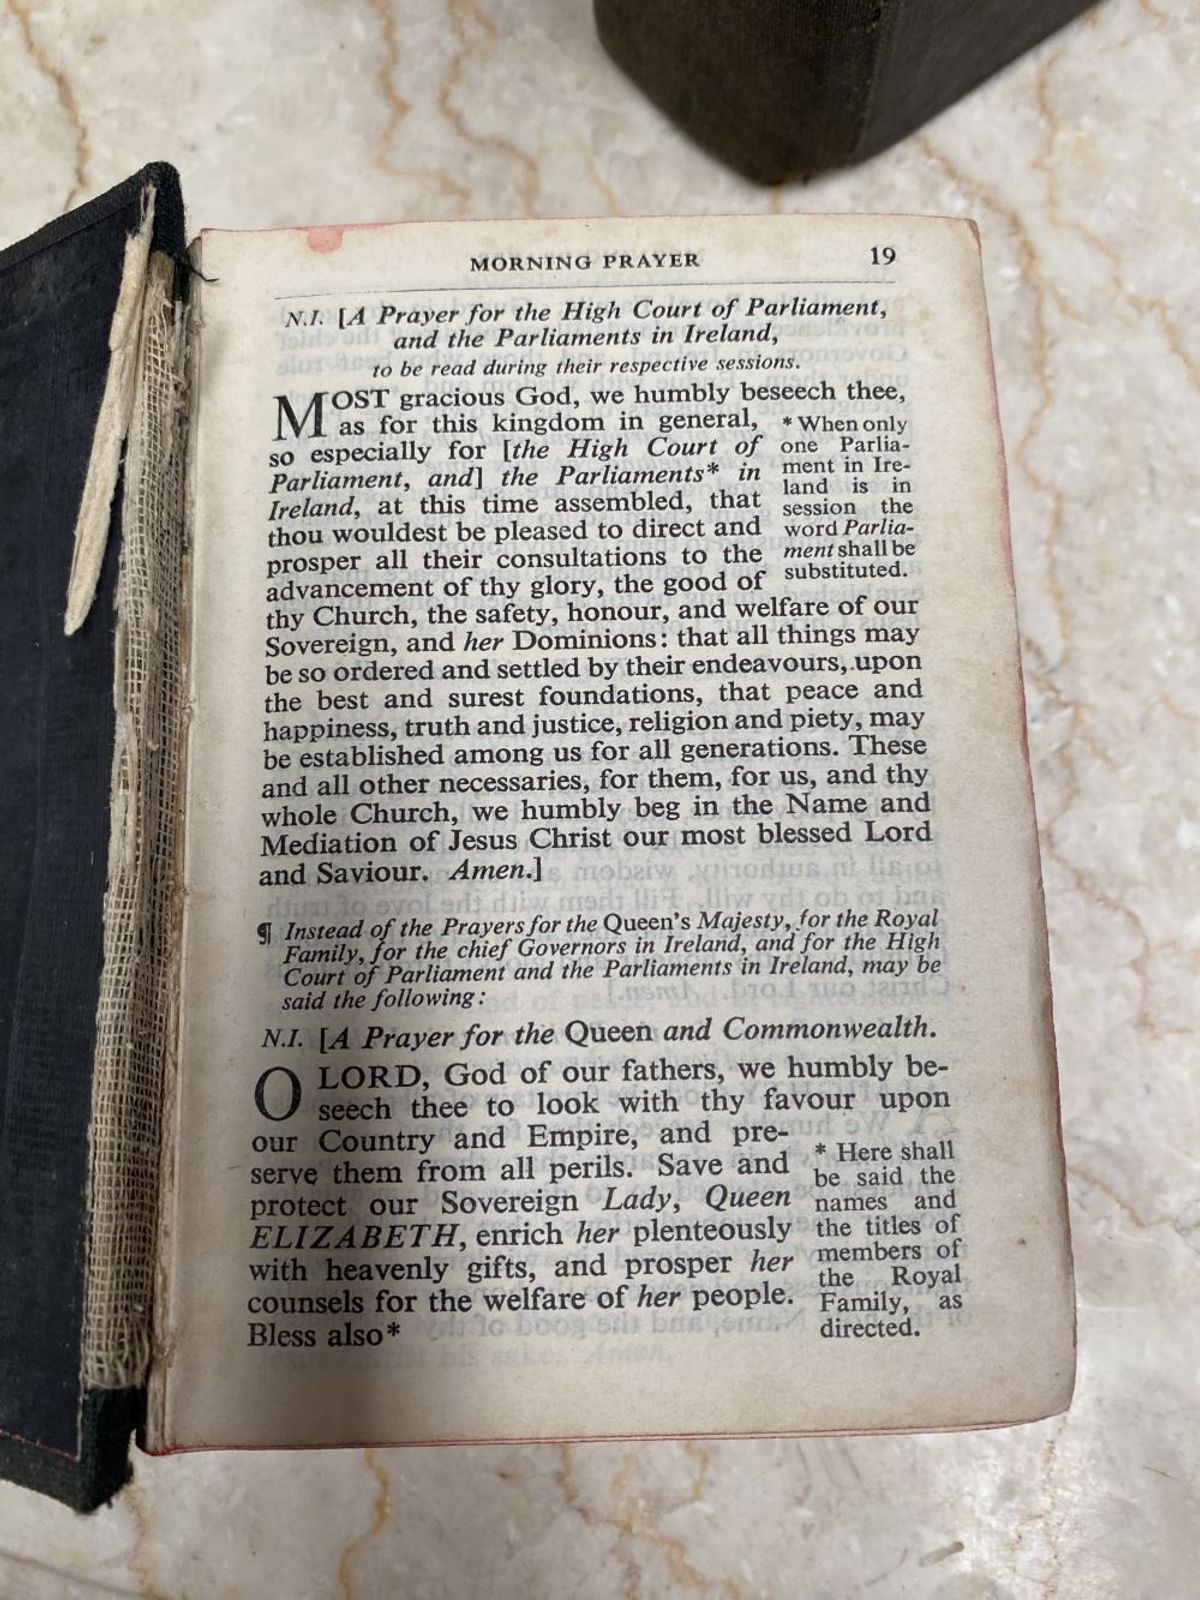 MORNING PRAYER 19
N.I. [A Prayer for the High Court of Parliament,
and the Parliaments in Ireland,
to be read during their respective sessions.
MOST gracious God, we humbly beseech thee,
as for this kingdom in general,
so especially for [the High Court of
Parliament, and] the Parliaments* in
Ireland, at this time assembled, that
thou wouldest be pleased to direct and
prosper all their consultations to the
advancement of thy glory, the good of
* When only
one Parlia-
ment in Ire-
land is in
session the
word Parlia-
ment shall be
substituted.
thy Church, the safety, honour, and welfare of our
Sovereign, and her Dominions: that all things may
be so ordered and settled by their endeavours, upon
the best and surest foundations, that peace and
happiness, truth and justice, religion and piety, may
be established among us for all generations. These
and all other necessaries, for them, for us, and thy
whole Church, we humbly beg in the Name and
Mediation of Jesus Christ our most blessed Lord
and Saviour. Amen.]
¶ Instead of the Prayers for the Queen's Majesty, for the Royal
Family, for the chief Governors in Ireland, and for the High
Court of Parliament and the Parliaments in Ireland, may be
said the following:
N.I. [A Prayer for the Queen and Commonwealth.
O LORD, God of our fathers, we humbly be-
seech thee to look with thy favour upon
our Country and Empire, and pre-
serve them from all perils. Save and
protect our Sovereign Lady, Queen
ELIZABETH, enrich her plenteously
with heavenly gifts, and prosper her
counsels for the welfare of her people.
Bless also*
* Here shall
be said the
names and
the titles of
members of
the Royal
Family, as
directed.